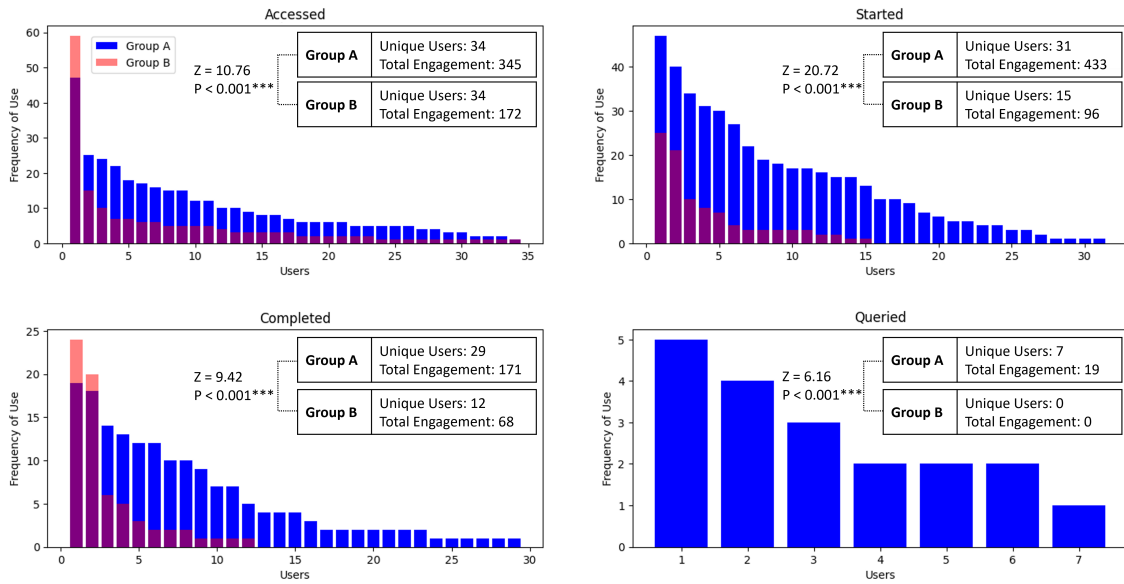 Accessed
Frequency of Use
60
50
40
30
20
10
0
Group A
Group B
Z = 10.76
P < 0.001***
Group A
Unique Users: 34
Total Engagement: 345
Group B
Unique Users: 34
Total Engagement: 172
0 5 10 15 20 25 30 35
Users
Started
Frequency of Use
40
30
20
10
0
Z = 20.72
P < 0.001***
Group A
Unique Users: 31
Total Engagement: 433
Group B
Unique Users: 15
Total Engagement: 96
0 5 10 15 20 25 30
Users
Completed
Frequency of Use
25
20
15
10
5
0
Z = 9.42
P < 0.001***
Group A
Unique Users: 29
Total Engagement: 171
Group B
Unique Users: 12
Total Engagement: 68
0 5 10 15 20 25 30
Users
Queried
Frequency of Use
5
4
3
2
1
0
Z = 6.16
P < 0.001***
Group A
Unique Users: 7
Total Engagement: 19
Group B
Unique Users: 0
Total Engagement: 0
1 2 3 4 5 6 7
Users